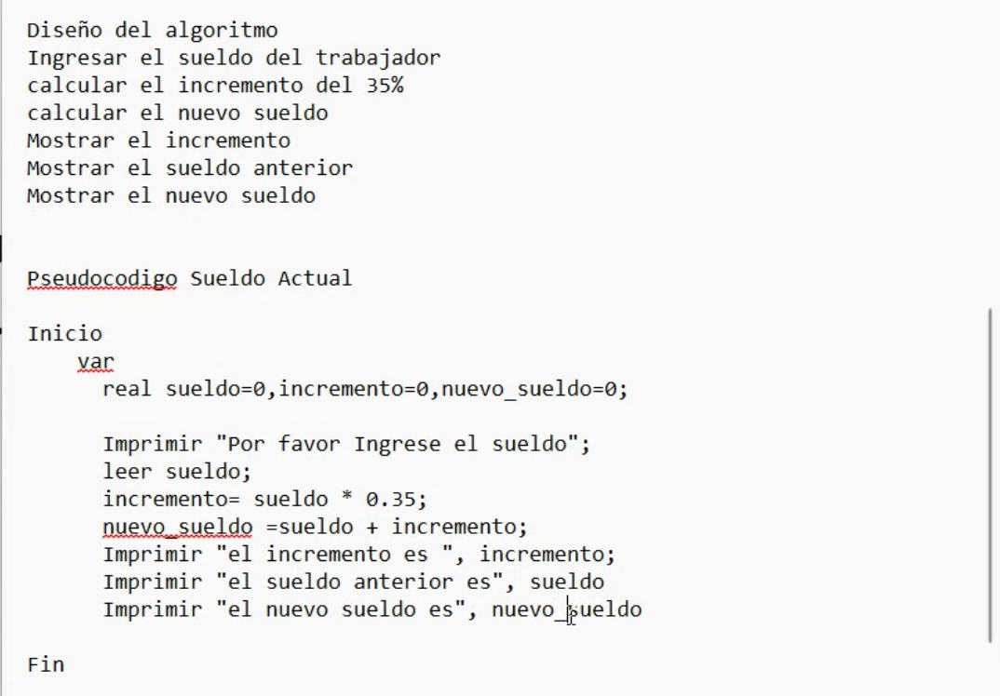 Diseño del algoritmo
Ingresar el sueldo del trabajador
calcular el incremento del 35%
calcular el nuevo sueldo
Mostrar el incremento
Mostrar el sueldo anterior
Mostrar el nuevo sueldo
Pseudocodigo Sueldo Actual
Inicio
var
real sueldo=0,incremento=0,nuevo_sueldo=0;
Imprimir "Por favor Ingrese el sueldo";
leer sueldo;
incremento= sueldo * 0.35;
nuevo_sueldo =sueldo + incremento;
Imprimir "el incremento es ", incremento;
Imprimir "el sueldo anterior es", sueldo
Imprimir "el nuevo sueldo es", nuevo_sueldo
Fin